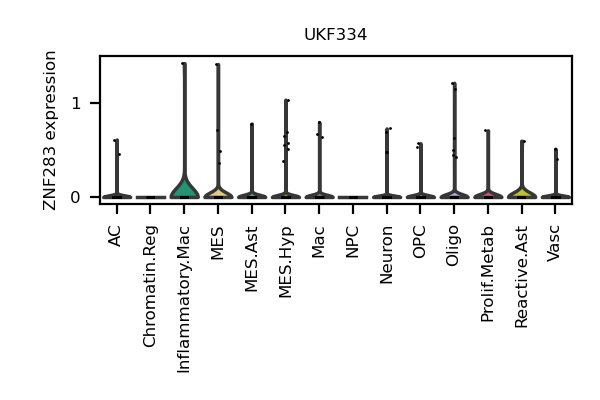 UKF334
ZNF283 expression
1
0
AC
Chromatin.Reg
Inflammatory.Mac
MES
MES.Ast
MES.Hyp
Mac
NPC
Neuron
OPC
Oligo
Prolif.Metab
Reactive.Ast
Vasc